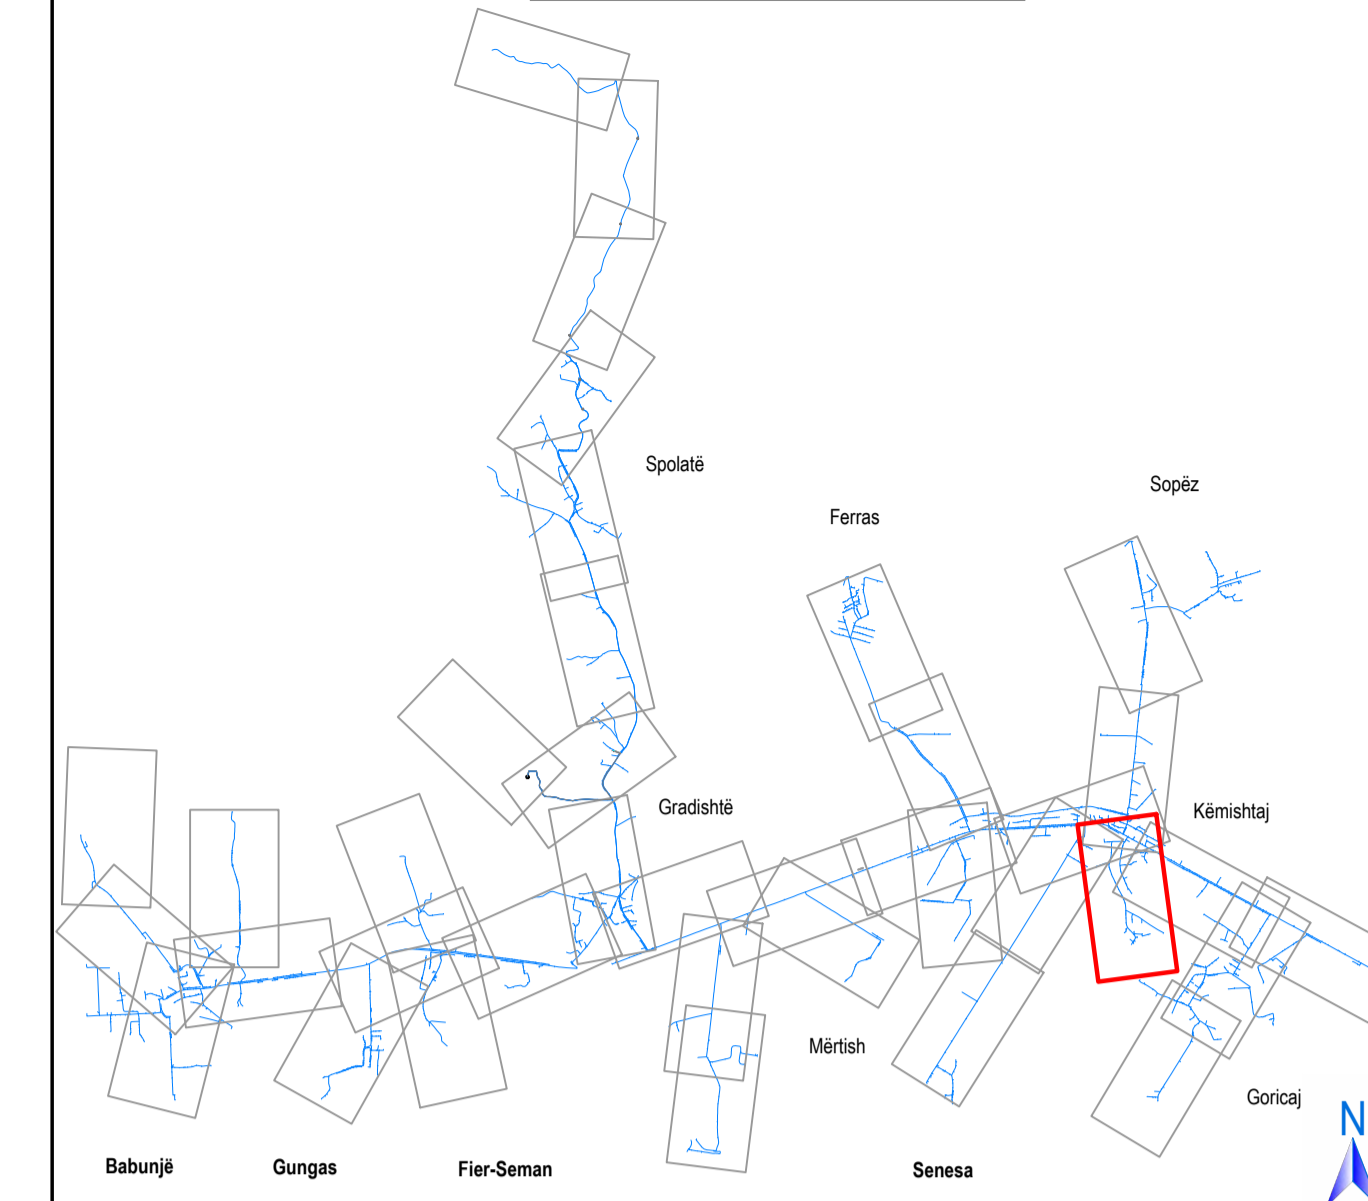 Spolatë
Sopëz
Ferras
Gradishtë
Këmishtaj
Mërtish
Goricaj
N
Babunjë
Gungas
Fier-Seman
Senesa